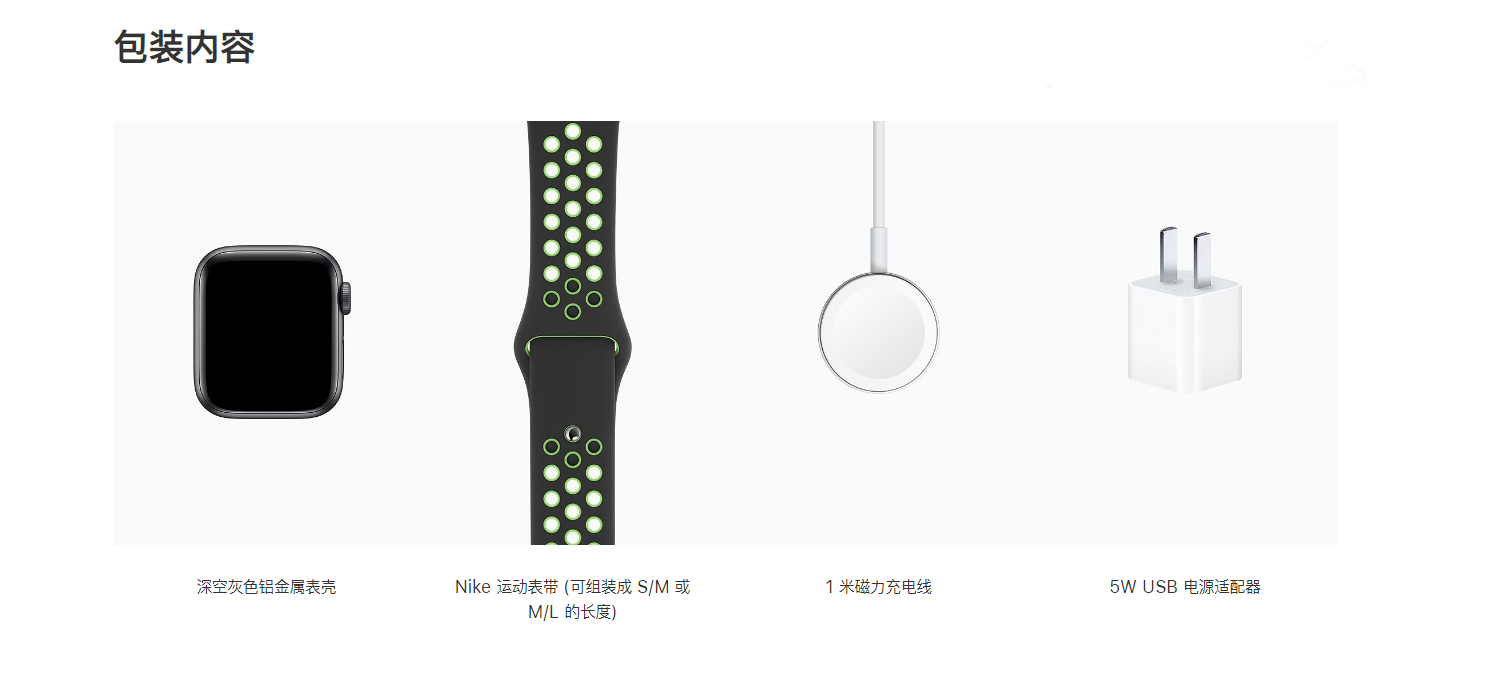 包装内容
深空灰色铝金属表壳
Nike 运动表带 (可组装成 S/M 或
M/L 的长度)
1 米磁力充电线
5W USB 电源适配器